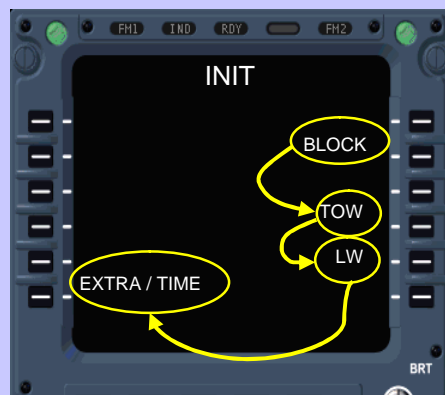 FM1 IND RDY FM2
INIT
BLOCK
TOW
LW
EXTRA / TIME
BRT